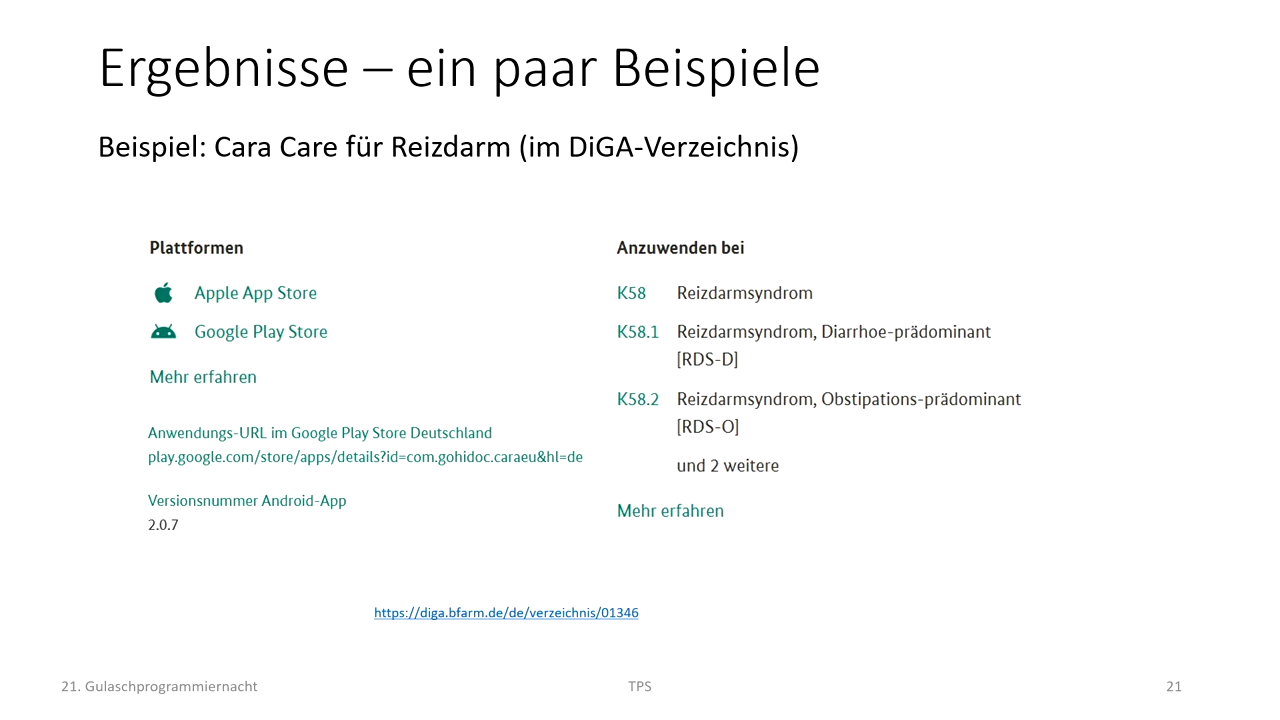 Ergebnisse – ein paar Beispiele
Beispiel: Cara Care für Reizdarm (im DiGA-Verzeichnis)
Plattformen
Apple App Store
Google Play Store
Mehr erfahren
Anwendungs-URL im Google Play Store Deutschland
play.google.com/store/apps/details?id=com.gohidoc.caraeu&hl=de
Versionsnummer Android-App
2.0.7
Anzuwenden bei
K58 Reizdarmsyndrom
K58.1 Reizdarmsyndrom, Diarrhoe-prädominant
[RDS-D]
K58.2 Reizdarmsyndrom, Obstipations-prädominant
[RDS-O]
und 2 weitere
Mehr erfahren
https://diga.bfarm.de/de/verzeichnis/01346
21. Gulaschprogrammiernacht
TPS
21